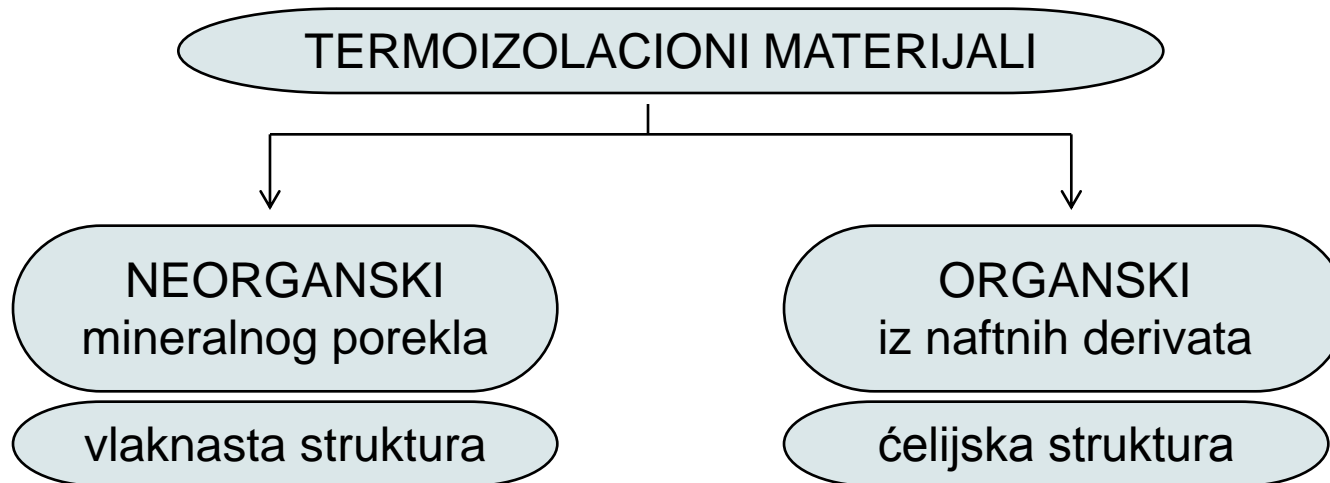 TERMOIZOLACIONI MATERIJALI
NEORGANSKI
mineralnog porekla
vlaknasta struktura
ORGANSKI
iz naftnih derivata
ćelijska struktura